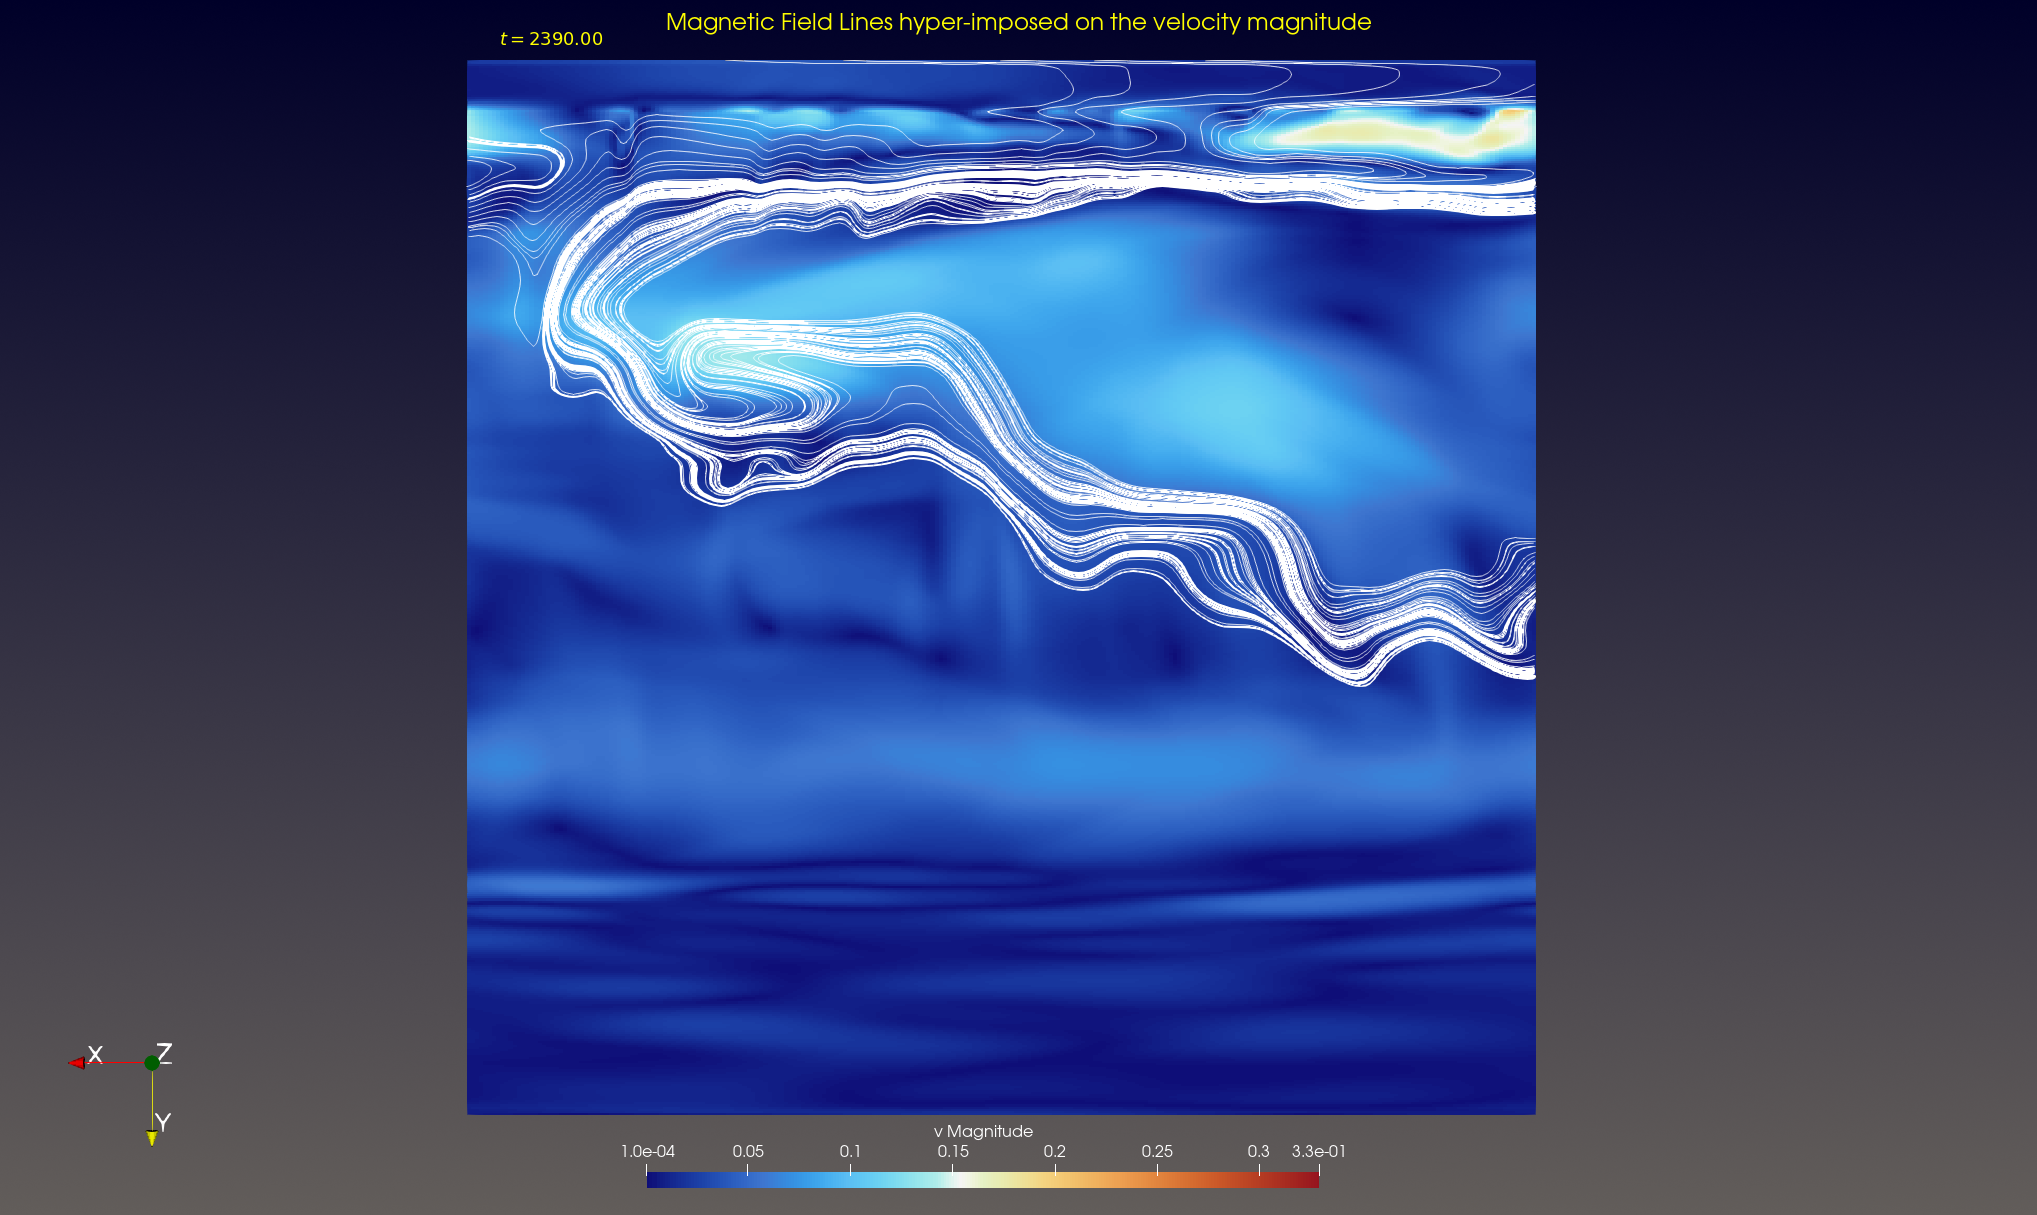 Magnetic Field Lines hyper-imposed on the velocity magnitude
t = 2390.00
X
Z
Y
v Magnitude
1.0e-04 0.05 0.1 0.15 0.2 0.25 0.3 3.3e-01